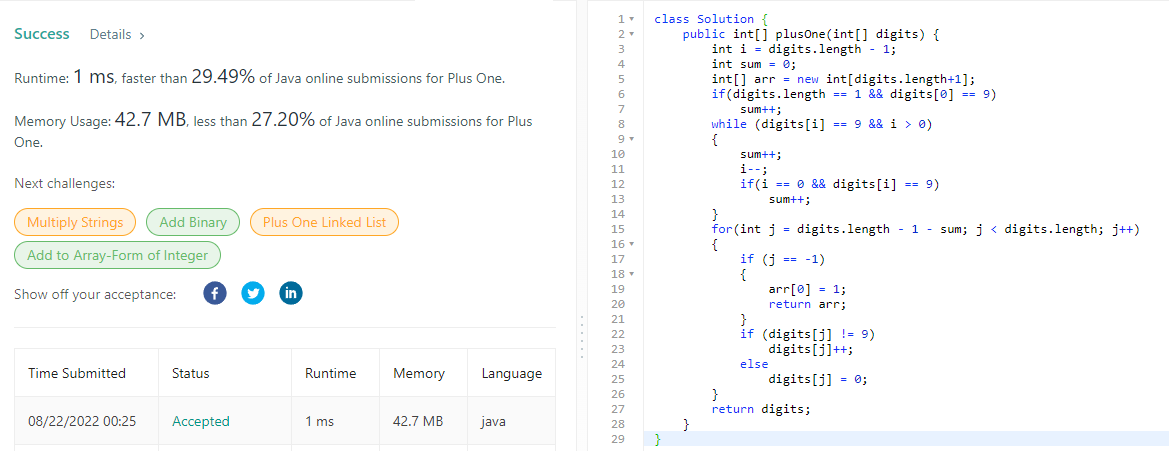 Success Details >
Runtime: 1 ms, faster than 29.49% of Java online submissions for Plus One.
Memory Usage: 42.7 MB, less than 27.20% of Java online submissions for Plus
One.
Next challenges:
Multiply Strings Add Binary Plus One Linked List
Add to Array-Form of Integer
Show off your acceptance:
Time Submitted Status Runtime Memory Language
08/22/2022 00:25 Accepted 1 ms 42.7 MB java
1 class Solution {
2 public int[] plusOne(int[] digits) {
3 int i = digits.length - 1;
4 int sum = 0;
5 int[] arr = new int[digits.length+1];
6 if(digits.length == 1 && digits[0] == 9)
7 sum++;
8 while (digits[i] == 9 && i > 0)
9 {
10 sum++;
11 i--;
12 if(i == 0 && digits[i] == 9)
13 sum++;
14 }
15 for(int j = digits.length - 1 - sum; j < digits.length; j++)
16 {
17 if (j == -1)
18 {
19 arr[0] = 1;
20 return arr;
21 }
22 if (digits[j] != 9)
23 digits[j]++;
24 else
25 digits[j] = 0;
26 }
27 return digits;
28 }
29 }